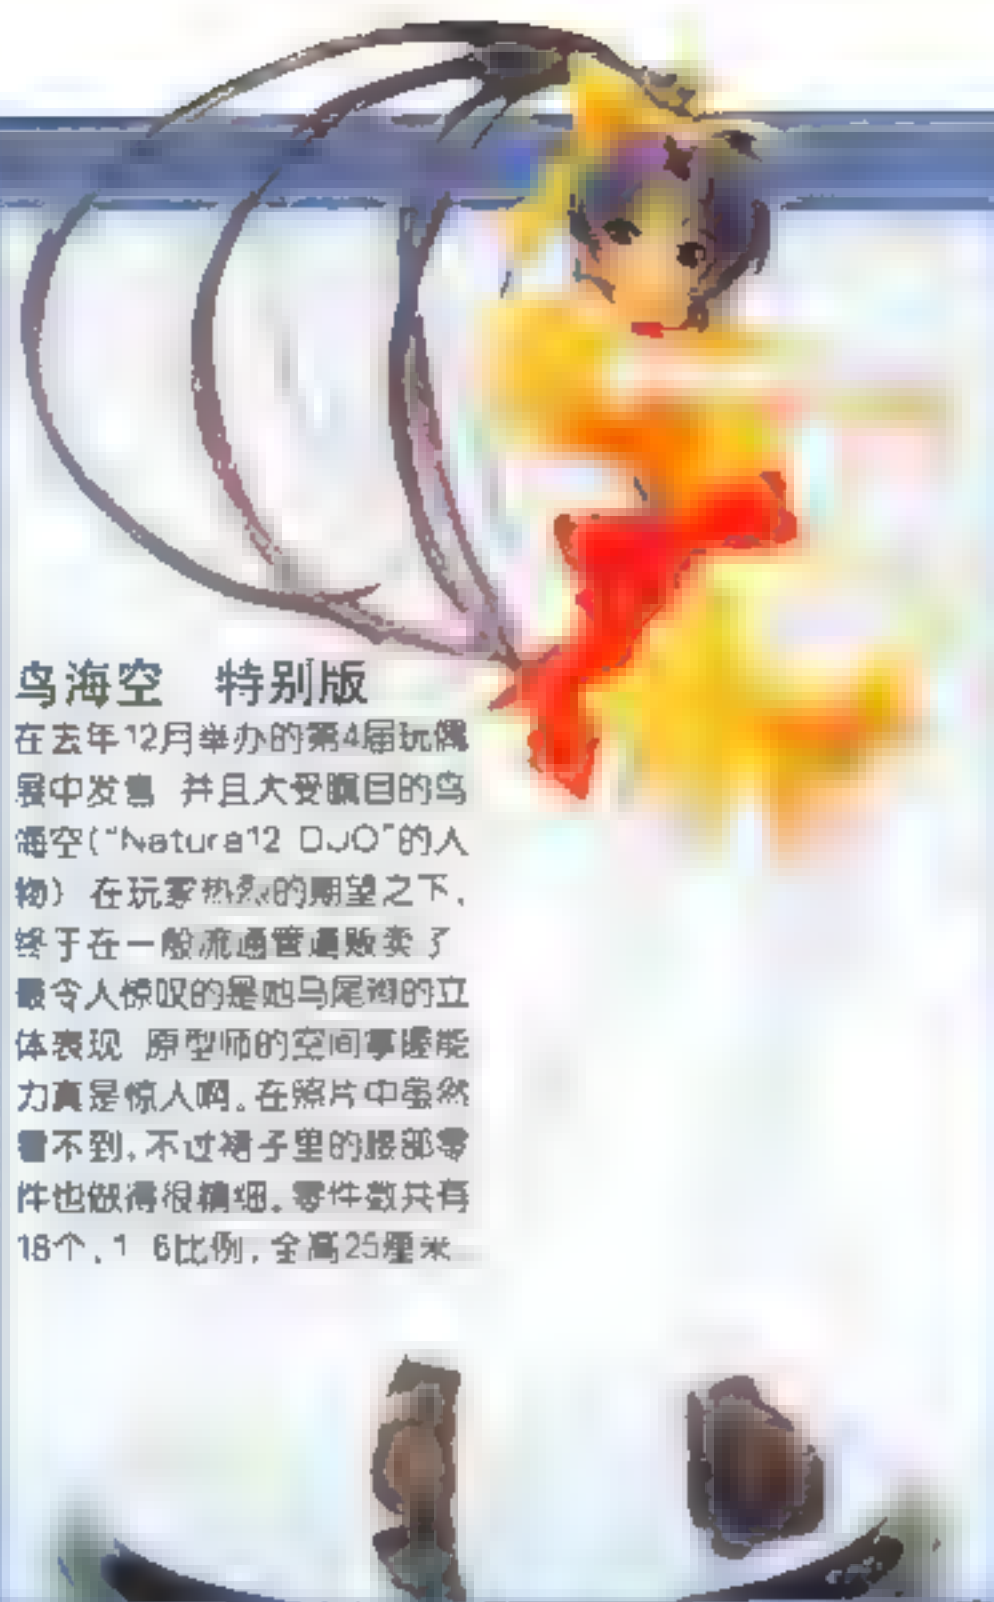 鸟海空 特别版
在去年12月举办的第4届玩偶
展中发售 并且大受瞩目的鸟
海空("Natural2 DUO"的人
物) 在玩家热烈的期望之下,
终于在一般流通管道贩卖了
最令人惊叹的是她马尾辫的立
体表现 原型师的空间掌握能
力真是惊人啊。在照片中虽然
看不到,不过裙子里的腰部零
件也做得很精细。零件数共有
18个,1 6比例,全高25厘米